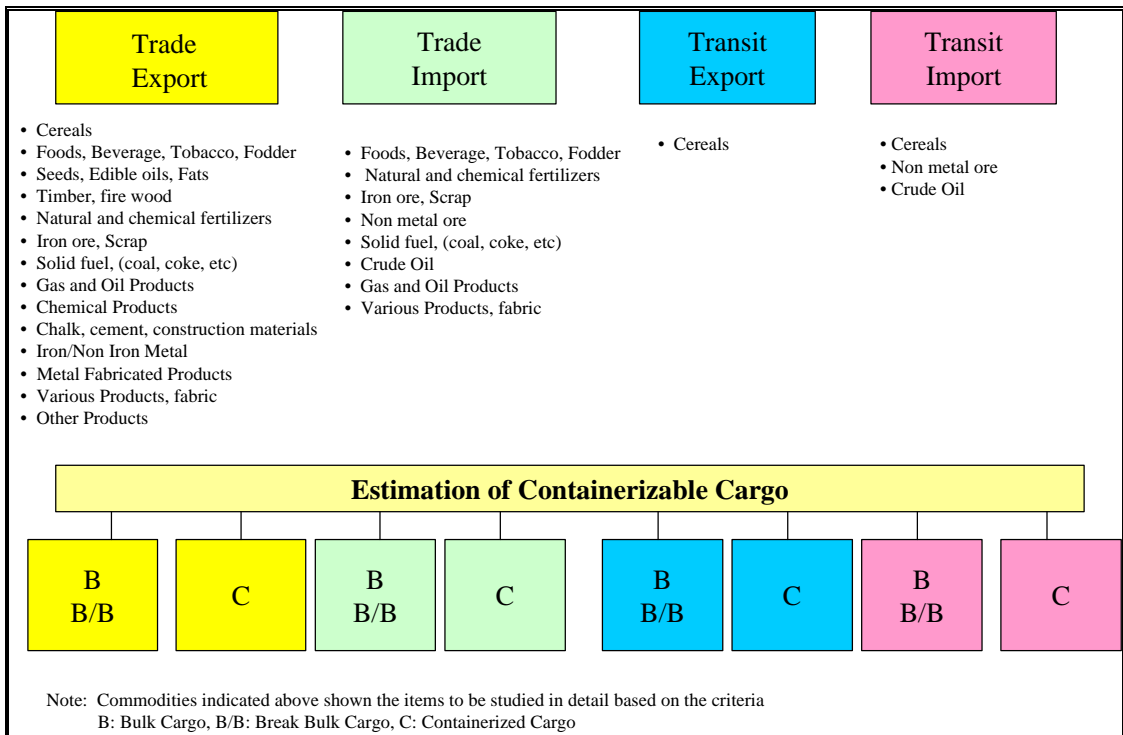 Trade
Export
Trade
Import
Transit
Export
Transit
Import
• Cereals
• Foods, Beverage, Tobacco, Fodder
• Seeds, Edible oils, Fats
• Timber, fire wood
• Natural and chemical fertilizers
• Iron ore, Scrap
• Solid fuel, (coal, coke, etc)
• Gas and Oil Products
• Chemical Products
• Chalk, cement, construction materials
• Iron/Non Iron Metal
• Metal Fabricated Products
• Various Products, fabric
• Other Products
• Foods, Beverage, Tobacco, Fodder
• Natural and chemical fertilizers
• Iron ore, Scrap
• Non metal ore
• Solid fuel, (coal, coke, etc)
• Crude Oil
• Gas and Oil Products
• Various Products, fabric
• Cereals
• Cereals
• Non metal ore
• Crude Oil
Estimation of Containerizable Cargo
B
B/B
C
B
B/B
C
B
B/B
C
B
B/B
C
Note: Commodities indicated above shown the items to be studied in detail based on the criteria
B: Bulk Cargo, B/B: Break Bulk Cargo, C: Containerized Cargo